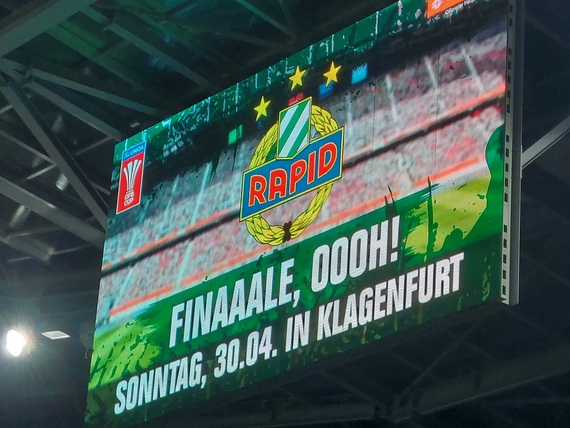 RAPID
FINAAALE, OOOH!
SONNTAG, 30.04. IN KLAGENFURT